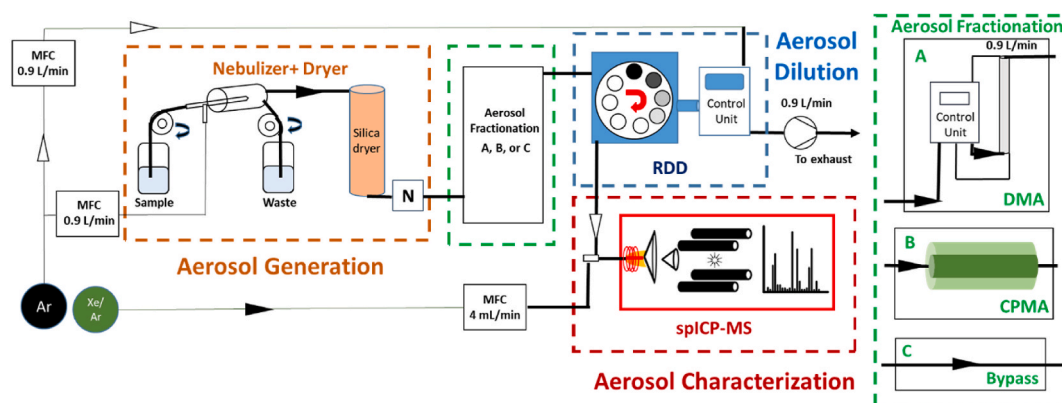 MFC
0.9 L/min
Nebulizer+ Dryer
Sample
Waste
Silica
dryer
N
MFC
0.9 L/min
Aerosol Generation
Ar
Xe/
Ar
MFC
4 mL/min
Aerosol
Fractionation
A, B, or C
Aerosol
Dilution
Control
Unit
RDD
0.9 L/min
To exhaust
spICP-MS
Aerosol Characterization
Aerosol Fractionation
A
0.9 L/min
Control
Unit
DMA
B
CPMA
C
Bypass